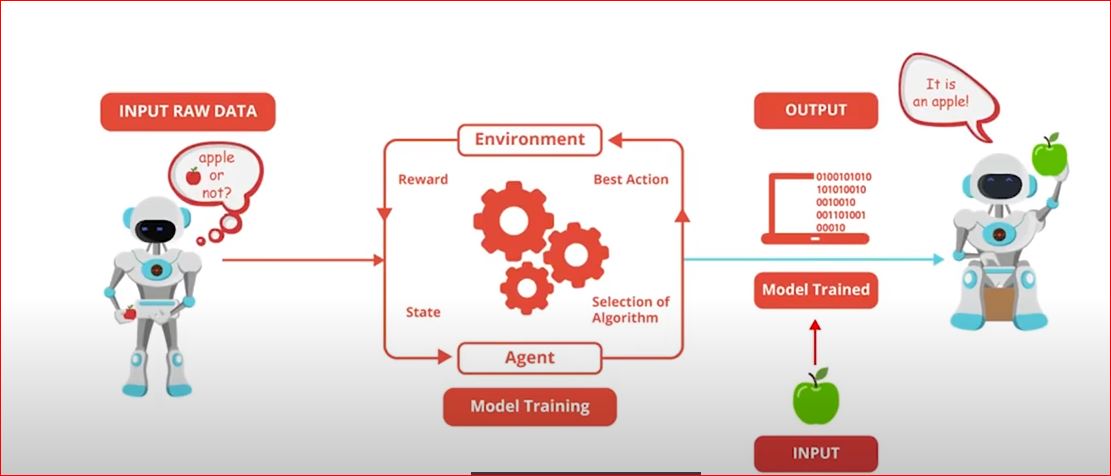 INPUT RAW DATA
apple
or
not?
Environment
Reward
Best Action
State
Selection of
Algorithm
Agent
Model Training
OUTPUT
0100101010
101010010
0010010
001101001
00010
Model Trained
INPUT
It is
an apple!